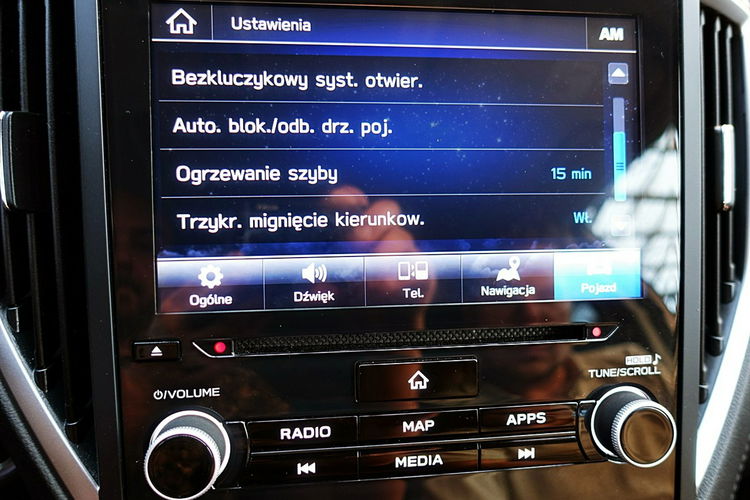 Ustawienia
AM
Bezkluczykowy syst. otwier.
Auto. blok./odb. drz. poj.
Ogrzewanie szyby 15 min
Trzykr. mignięcie kierunkow. Wł.
Ogólne Dźwięk Tel. Nawigacja Pojazd
HOLD
TUNE/SCROLL
/VOLUME
RADIO MAP APPS
MEDIA